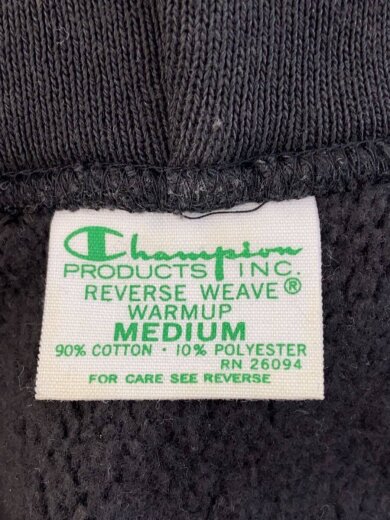 Champion
PRODUCTS INC.
REVERSE WEAVE®
WARMUP
MEDIUM
90% COTTON • 10% POLYESTER
RN 26094
FOR CARE SEE REVERSE